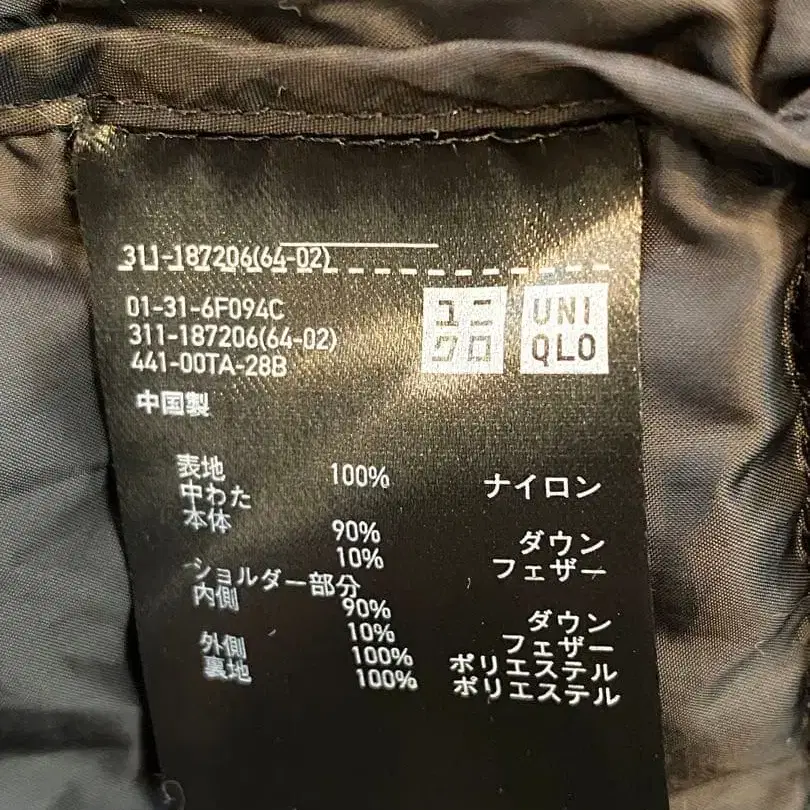 311-187206(64-02)
01-31-6F094C
311-187206(64-02)
441-00TA-28B
ユニ
クロ
UNI
QLO
中国製
表地 100% ナイロン
中わた
本体 90% ダウン
10% フェザー
ショルダー部分
内側 90% ダウン
10% フェザー
外側 100% ポリエステル
裏地 100% ポリエステル